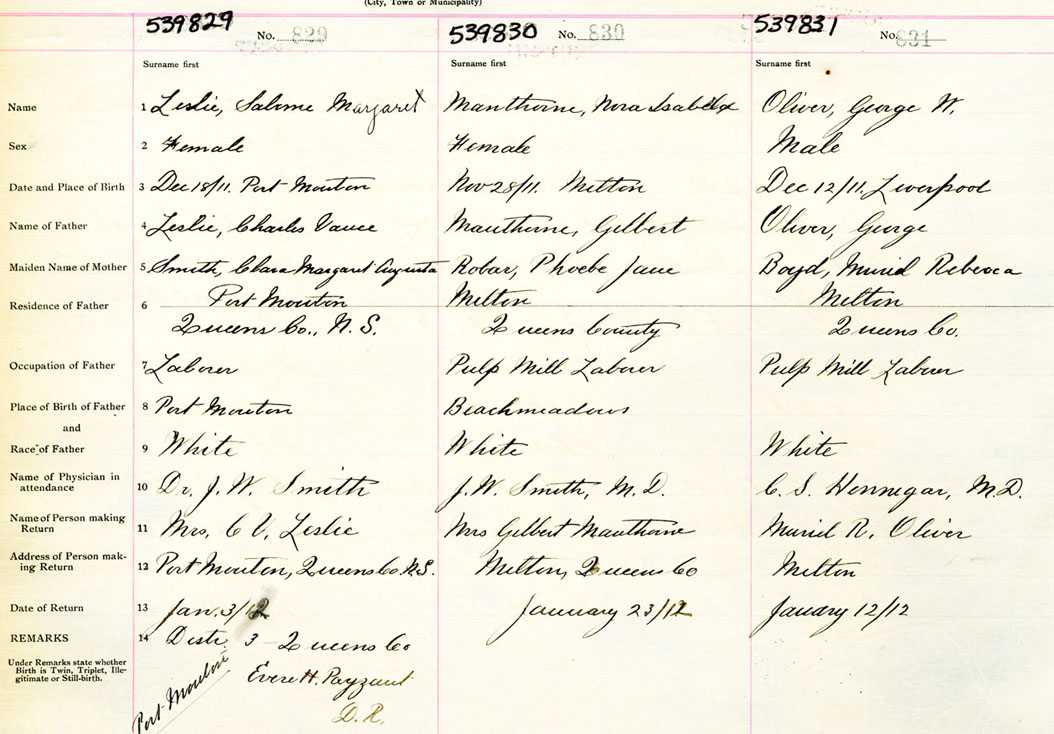 (City, Town or Municipality)
539829 No. 829 539830 No. 830 539831 No. 831
Surname first Surname first Surname first
Name 1 Leslie, Salome Margaret Manthorne, Nora Isabella Oliver, George W.
Sex 2 Female Female Male
Date and Place of Birth 3 Dec 18/11. Port Mouton Nov 28/11. Milton Dec 12/11. Liverpool
Name of Father 4 Leslie, Charles Vance Manthorne, Gilbert Oliver, George
Maiden Name of Mother 5 Smith, Clara Margaret Augusta Robar, Phoebe Jane Boyd, Muriel Rebecca
Residence of Father 6 Port Mouton Milton Milton
Queens Co., N.S. Queens County Queens Co.
Occupation of Father 7 Laborer Pulp Mill Laborer Pulp Mill Laborer
Place of Birth of Father 8 Port Mouton Beachmeadows
and
Race of Father 9 White White White
Name of Physician in
attendance 10 Dr. J. W. Smith J. W. Smith, M.D. C. S. Hennegar, M.D.
Name of Person making
Return 11 Mrs. C V. Leslie Mrs Gilbert Manthorne Muriel R. Oliver
Address of Person mak-
ing Return 12 Port Mouton, Queens Co N.S. Milton, Queens Co Milton
Date of Return 13 Jan. 3/12 January 23/12 January 12/12
REMARKS 14 Distr. 3 Queens Co
Under Remarks state whether
Birth is Twin, Triplet, Ille-
gitimate or Still-birth.
Port Mouton
Everett. Payzant
D.R.